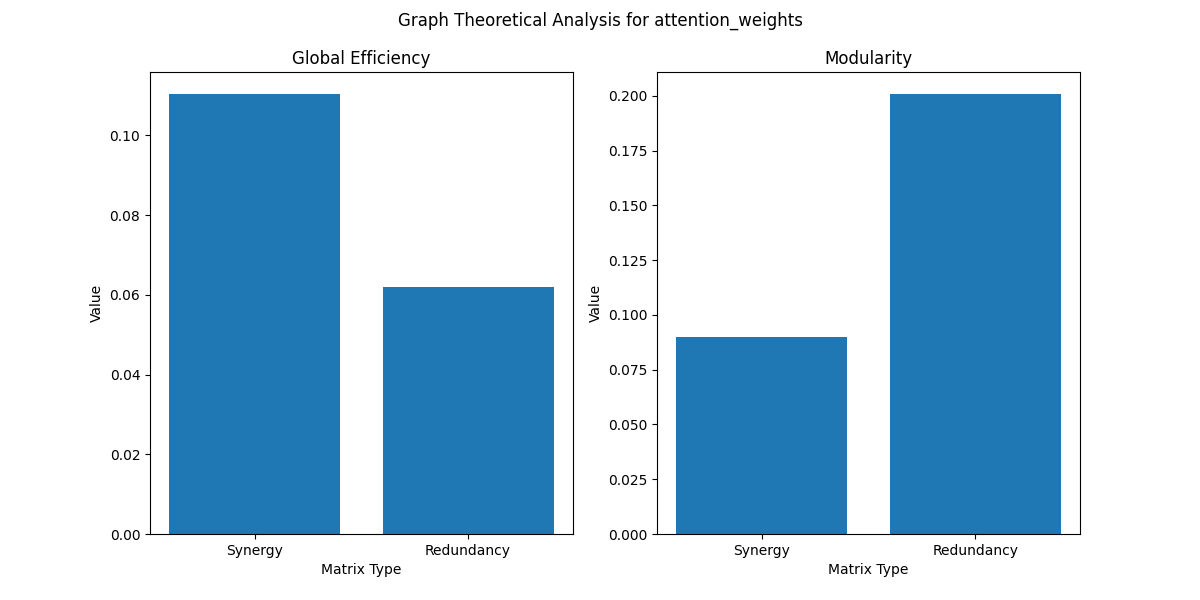 Graph Theoretical Analysis for attention_weights
Global Efficiency
Value
0.10
0.08
0.06
0.04
0.02
0.00
Synergy
Redundancy
Matrix Type
Modularity
Value
0.200
0.175
0.150
0.125
0.100
0.075
0.050
0.025
0.000
Synergy
Redundancy
Matrix Type